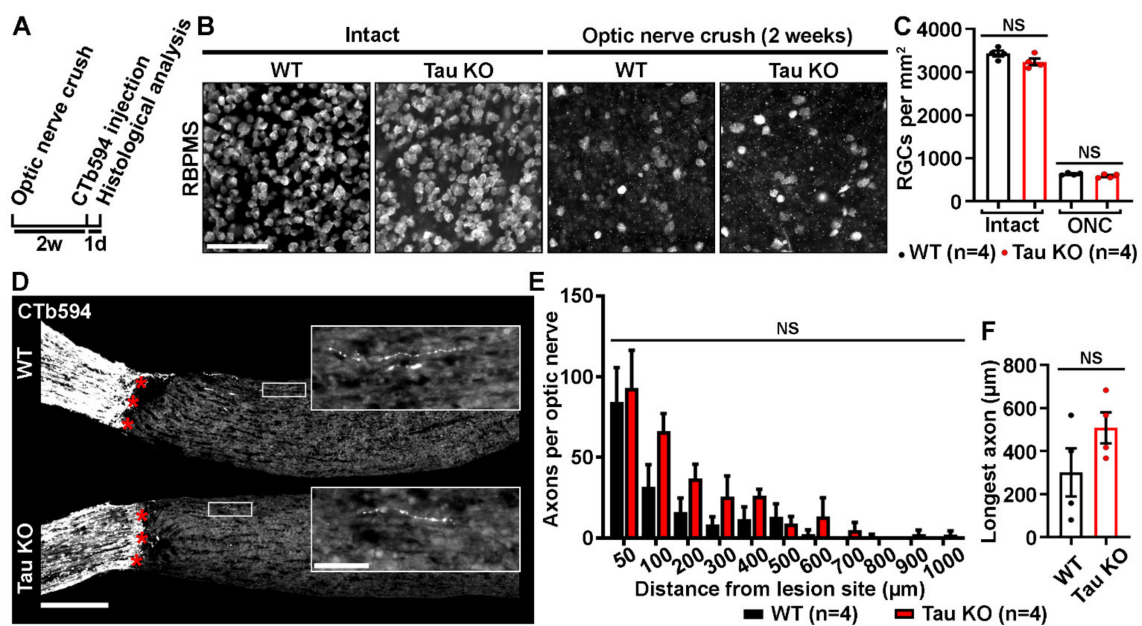 A
Optic nerve crush
CTb594 injection
Histological analysis
2w 1d
B
Intact Optic nerve crush (2 weeks)
WT Tau KO WT Tau KO
RBPMS
C
NS
NS
RGCs per mm²
4000
3000
2000
1000
0
Intact ONC
WT (n=4) Tau KO (n=4)
D
CTb594
WT
Tau KO
E
NS
Axons per optic nerve
150
100
50
0
50 100 200 300 400 500 600 700 800 900 1000
Distance from lesion site (µm)
WT (n=4) Tau KO (n=4)
F
NS
Longest axon (µm)
800
600
400
200
0
WT Tau KO